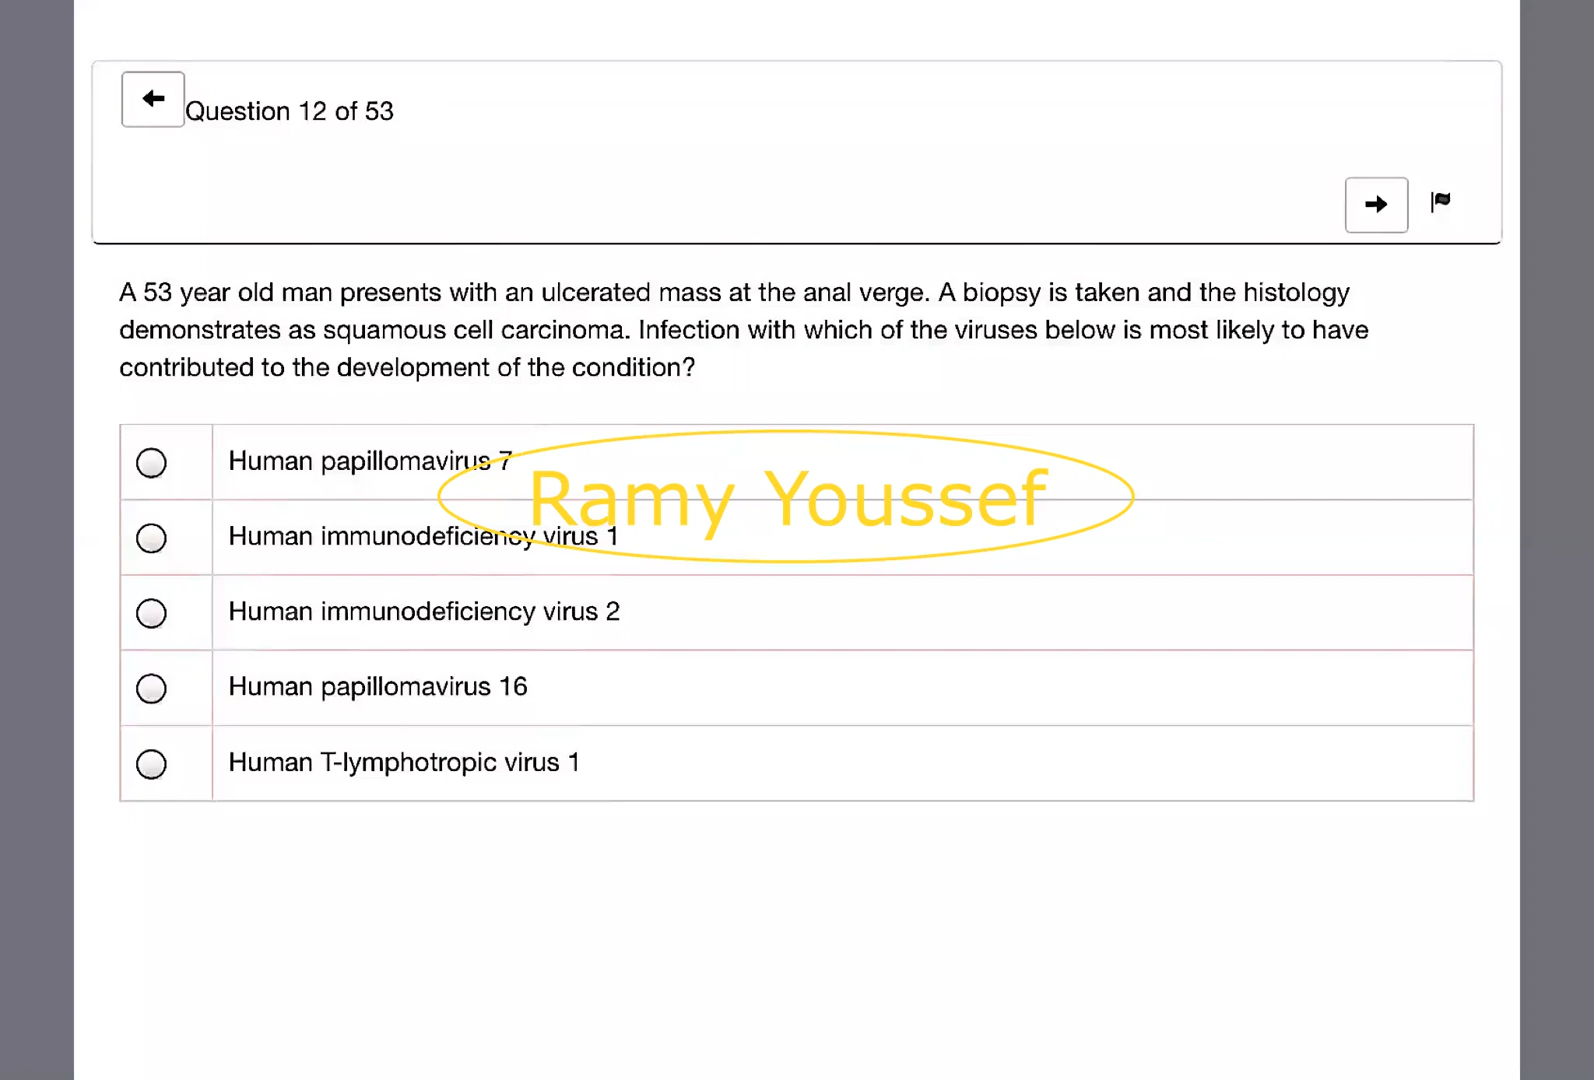 Question 12 of 53
A 53 year old man presents with an ulcerated mass at the anal verge. A biopsy is taken and the histology
demonstrates as squamous cell carcinoma. Infection with which of the viruses below is most likely to have
contributed to the development of the condition?
Human papillomavirus 7
Ramy Youssef
Human immunodeficiency virus 1
Human immunodeficiency virus 2
Human papillomavirus 16
Human T-lymphotropic virus 1